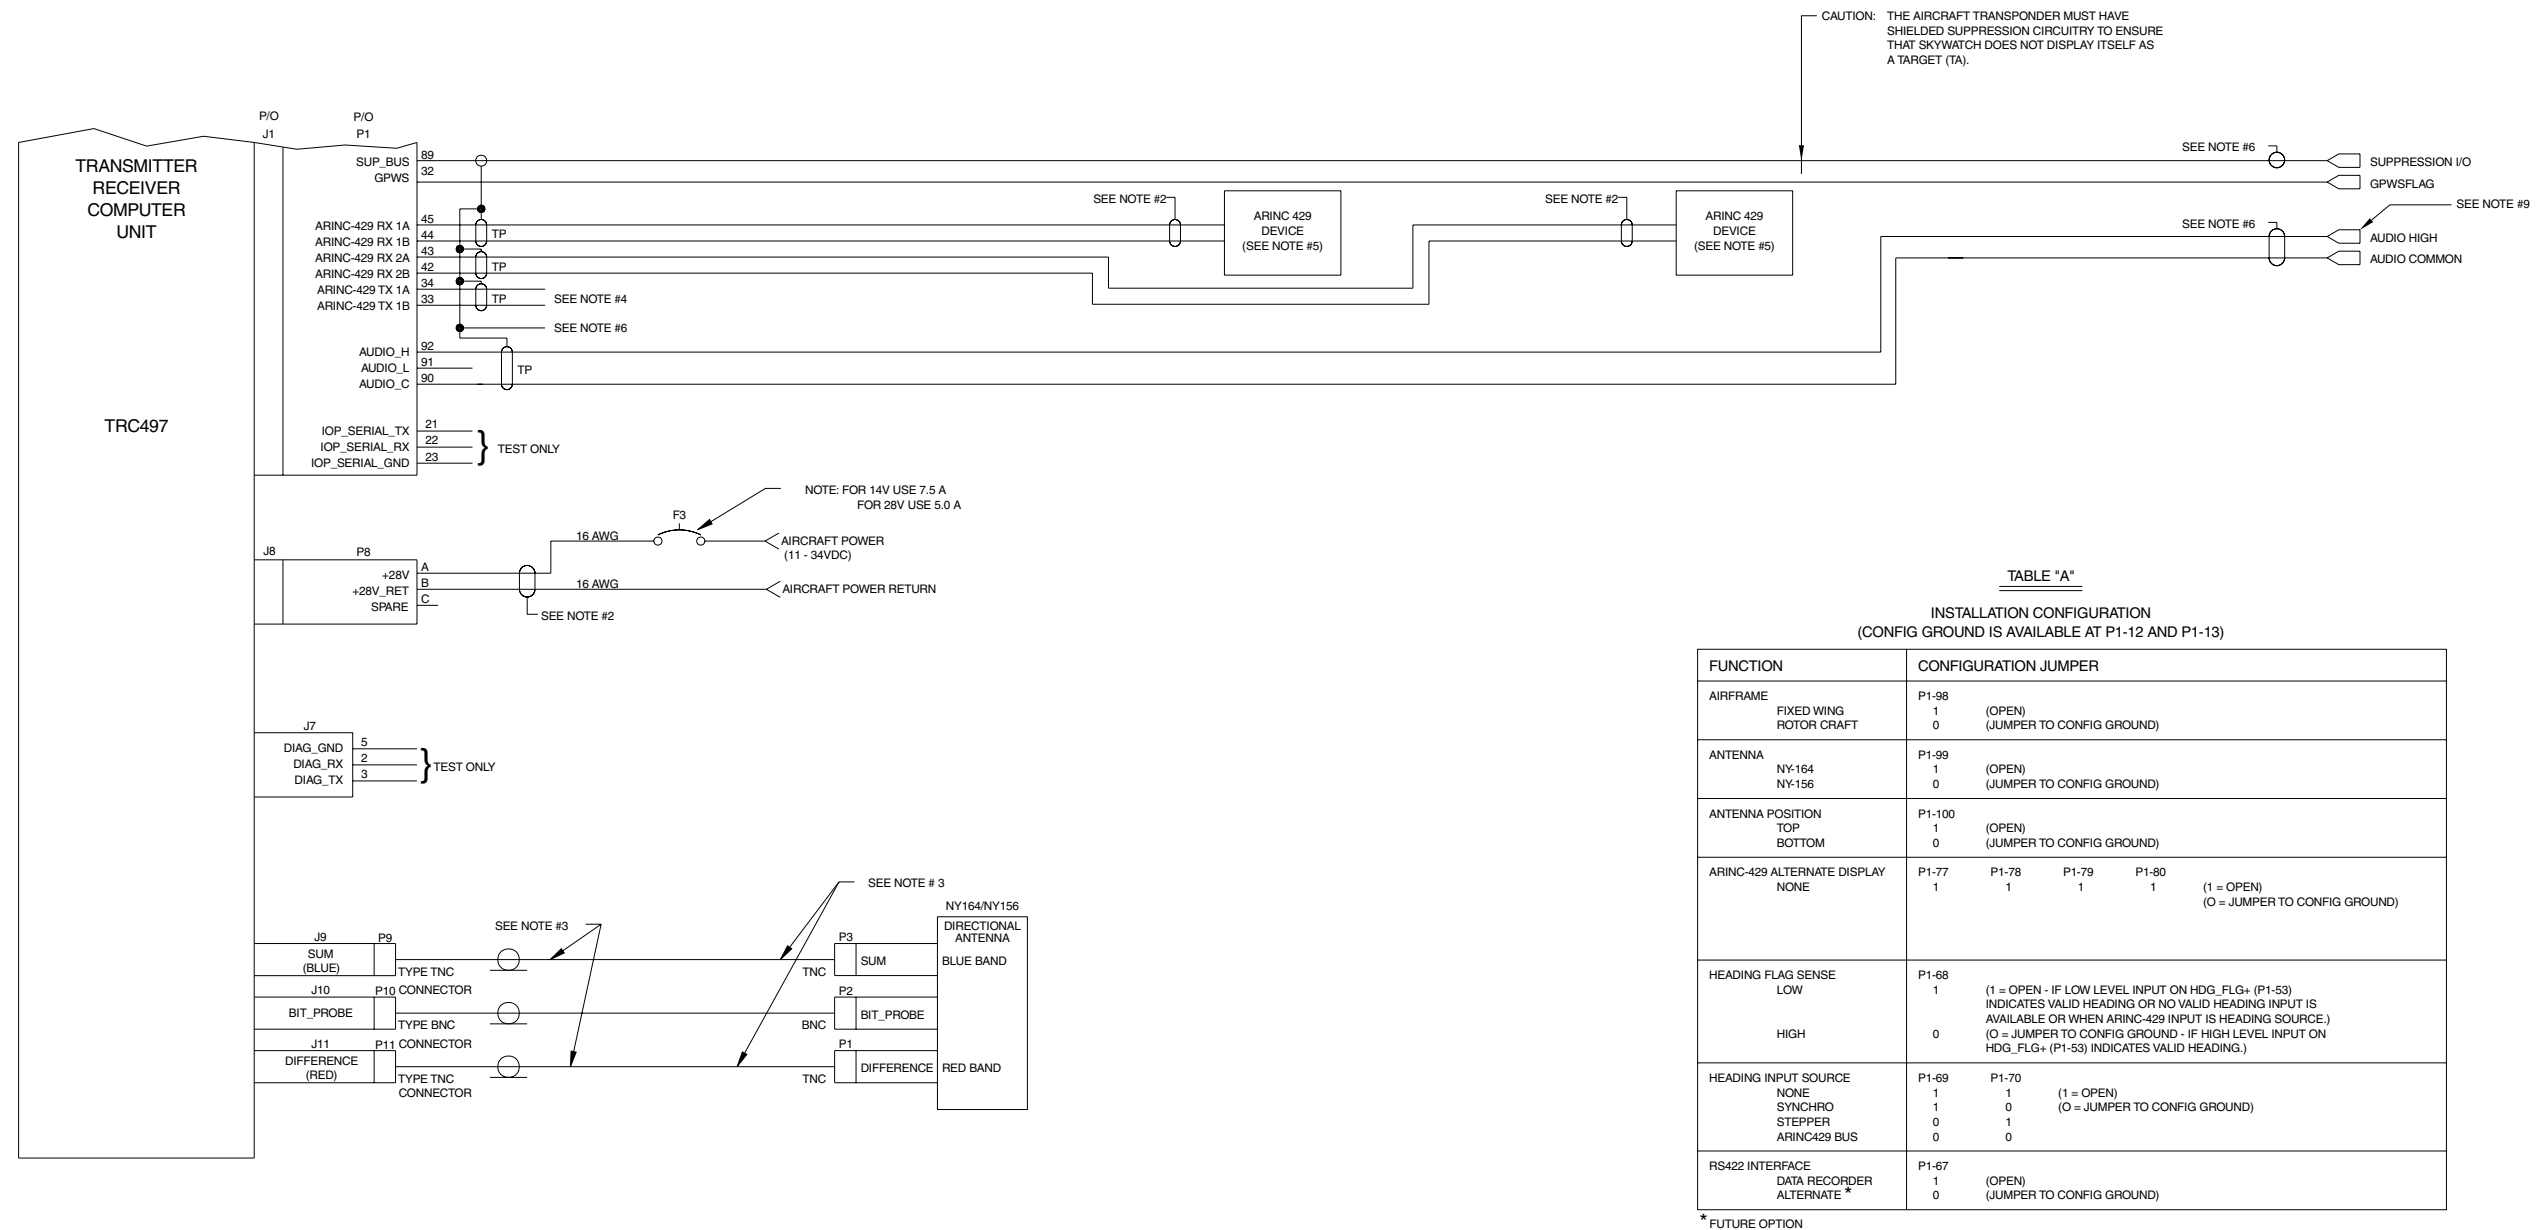 CAUTION: THE AIRCRAFT TRANSPONDER MUST HAVE
SHIELDED SUPPRESSION CIRCUITRY TO ENSURE
THAT SKYWATCH DOES NOT DISPLAY ITSELF AS
A TARGET (TA).
P/O P/O
J1 P1
TRANSMITTER
RECEIVER
COMPUTER
UNIT
TRC497
SUP_BUS 89
GPWS 32
ARINC-429 RX 1A 45
ARINC-429 RX 1B 44
ARINC-429 RX 2A 43
ARINC-429 RX 2B 42
ARINC-429 TX 1A 34
ARINC-429 TX 1B 33
AUDIO_H 92
AUDIO_L 91
AUDIO_C 90
IOP_SERIAL_TX 21
IOP_SERIAL_RX 22
IOP_SERIAL_GND 23
TP
TP
TP
TP
SEE NOTE #4
SEE NOTE #6
} TEST ONLY
SEE NOTE #2
ARINC 429
DEVICE
(SEE NOTE #5)
SEE NOTE #2
ARINC 429
DEVICE
(SEE NOTE #5)
SEE NOTE #6
SUPPRESSION I/O
GPWSFLAG
SEE NOTE #9
SEE NOTE #6
AUDIO HIGH
AUDIO COMMON
NOTE: FOR 14V USE 7.5 A
FOR 28V USE 5.0 A
F3
16 AWG
AIRCRAFT POWER
(11 - 34VDC)
16 AWG
AIRCRAFT POWER RETURN
SEE NOTE #2
J8 P8
+28V A
+28V_RET B
SPARE C
J7
DIAG_GND 5
DIAG_RX 2
DIAG_TX 3
} TEST ONLY
SEE NOTE #3
SEE NOTE # 3
NY164/NY156
DIRECTIONAL
ANTENNA
J9 P9
SUM
(BLUE)
TYPE TNC
CONNECTOR
TNC
P3
SUM
BLUE BAND
J10 P10
BIT_PROBE
TYPE BNC
CONNECTOR
BNC
P2
BIT_PROBE
J11 P11
DIFFERENCE
(RED)
TYPE TNC
CONNECTOR
TNC
P1
DIFFERENCE
RED BAND
TABLE "A"
INSTALLATION CONFIGURATION
(CONFIG GROUND IS AVAILABLE AT P1-12 AND P1-13)
FUNCTION CONFIGURATION JUMPER
AIRFRAME P1-98
FIXED WING 1 (OPEN)
ROTOR CRAFT 0 (JUMPER TO CONFIG GROUND)
ANTENNA P1-99
NY-164 1 (OPEN)
NY-156 0 (JUMPER TO CONFIG GROUND)
ANTENNA POSITION P1-100
TOP 1 (OPEN)
BOTTOM 0 (JUMPER TO CONFIG GROUND)
ARINC-429 ALTERNATE DISPLAY P1-77 P1-78 P1-79 P1-80
NONE 1 1 1 1 (1 = OPEN)
(O = JUMPER TO CONFIG GROUND)
HEADING FLAG SENSE P1-68
LOW 1 (1 = OPEN - IF LOW LEVEL INPUT ON HDG_FLG+ (P1-53)
INDICATES VALID HEADING OR NO VALID HEADING INPUT IS
AVAILABLE OR WHEN ARINC-429 INPUT IS HEADING SOURCE.)
HIGH 0 (O = JUMPER TO CONFIG GROUND - IF HIGH LEVEL INPUT ON
HDG_FLG+ (P1-53) INDICATES VALID HEADING.)
HEADING INPUT SOURCE P1-69 P1-70
NONE 1 1 (1 = OPEN)
SYNCHRO 1 0 (O = JUMPER TO CONFIG GROUND)
STEPPER 0 1
ARINC429 BUS 0 0
RS422 INTERFACE P1-67
DATA RECORDER 1 (OPEN)
ALTERNATE * 0 (JUMPER TO CONFIG GROUND)
* FUTURE OPTION